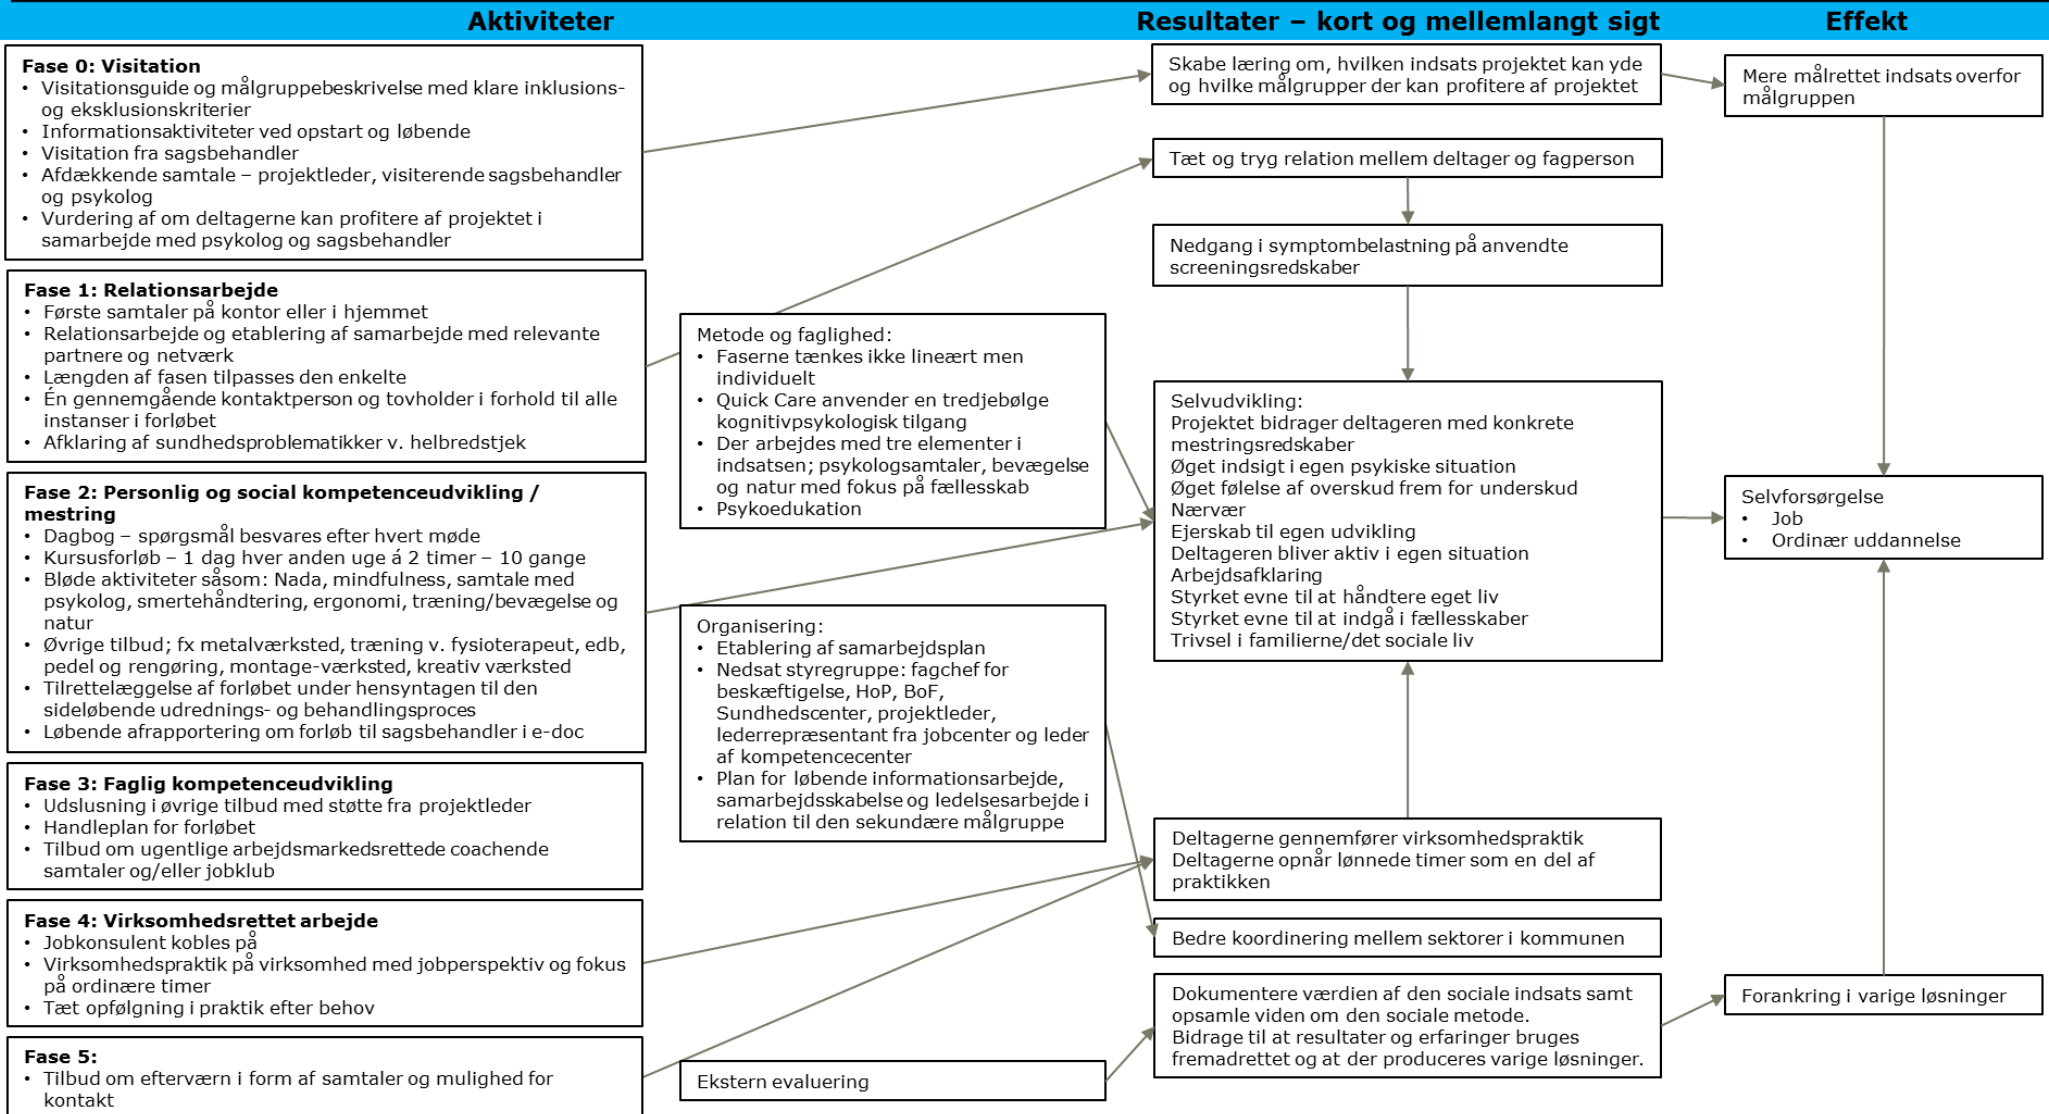 Aktiviteter
Resultater – kort og mellemlangt sigt
Effekt
Fase 0: Visitation
• Visitationsguide og målgruppebeskrivelse med klare inklusions-
og eksklusionskriterier
• Informationsaktiviteter ved opstart og løbende
• Visitation fra sagsbehandler
• Afdækkende samtale – projektleder, visiterende sagsbehandler
og psykolog
• Vurdering af om deltagerne kan profitere af projektet i
samarbejde med psykolog og sagsbehandler
Fase 1: Relationsarbejde
• Første samtaler på kontor eller i hjemmet
• Relationsarbejde og etablering af samarbejde med relevante
partnere og netværk
• Længden af fasen tilpasses den enkelte
• Én gennemgående kontaktperson og tovholder i forhold til alle
instanser i forløbet
• Afklaring af sundhedsproblematikker v. helbredstjek
Fase 2: Personlig og social kompetenceudvikling /
mestring
• Dagbog – spørgsmål besvares efter hvert møde
• Kursusforløb – 1 dag hver anden uge á 2 timer – 10 gange
• Bløde aktiviteter såsom: Nada, mindfulness, samtale med
psykolog, smertehåndtering, ergonomi, træning/bevægelse og
natur
• Øvrige tilbud; fx metalværksted, træning v. fysioterapeut, edb,
pedel og rengøring, montage-værksted, kreativ værksted
• Tilrettelæggelse af forløbet under hensyntagen til den
sideløbende udrednings- og behandlingsproces
• Løbende afrapportering om forløb til sagsbehandler i e-doc
Fase 3: Faglig kompetenceudvikling
• Udslusning i øvrige tilbud med støtte fra projektleder
• Handleplan for forløbet
• Tilbud om ugentlige arbejdsmarkedsrettede coachende
samtaler og/eller jobklub
Fase 4: Virksomhedsrettet arbejde
• Jobkonsulent kobles på
• Virksomhedspraktik på virksomhed med jobperspektiv og fokus
på ordinære timer
• Tæt opfølgning i praktik efter behov
Fase 5:
• Tilbud om efterværn i form af samtaler og mulighed for
kontakt
Metode og faglighed:
• Faserne tænkes ikke lineært men
individuelt
• Quick Care anvender en tredjebølge
kognitivpsykologisk tilgang
• Der arbejdes med tre elementer i
indsatsen; psykologsamtaler, bevægelse
og natur med fokus på fællesskab
• Psykoedukation
Organisering:
• Etablering af samarbejdsplan
• Nedsat styregruppe: fagchef for
beskæftigelse, HoP, BoF,
Sundhedscenter, projektleder,
lederrepræsentant fra jobcenter og leder
af kompetencecenter
• Plan for løbende informationsarbejde,
samarbejdsskabelse og ledelsesarbejde i
relation til den sekundære målgruppe
Ekstern evaluering
Skabe læring om, hvilken indsats projektet kan yde
og hvilke målgrupper der kan profitere af projektet
Tæt og tryg relation mellem deltager og fagperson
Nedgang i symptombelastning på anvendte
screeningsredskaber
Selvudvikling:
Projektet bidrager deltageren med konkrete
mestringsredskaber
Øget indsigt i egen psykiske situation
Øget følelse af overskud frem for underskud
Nærvær
Ejerskab til egen udvikling
Deltageren bliver aktiv i egen situation
Arbejdsafklaring
Styrket evne til at håndtere eget liv
Styrket evne til at indgå i fællesskaber
Trivsel i familierne/det sociale liv
Deltagerne gennemfører virksomhedspraktik
Deltagerne opnår lønnede timer som en del af
praktikken
Bedre koordinering mellem sektorer i kommunen
Dokumentere værdien af den sociale indsats samt
opsamle viden om den sociale metode.
Bidrage til at resultater og erfaringer bruges
fremadrettet og at der produceres varige løsninger.
Mere målrettet indsats overfor
målgruppen
Selvforsørgelse
• Job
• Ordinær uddannelse
Forankring i varige løsninger